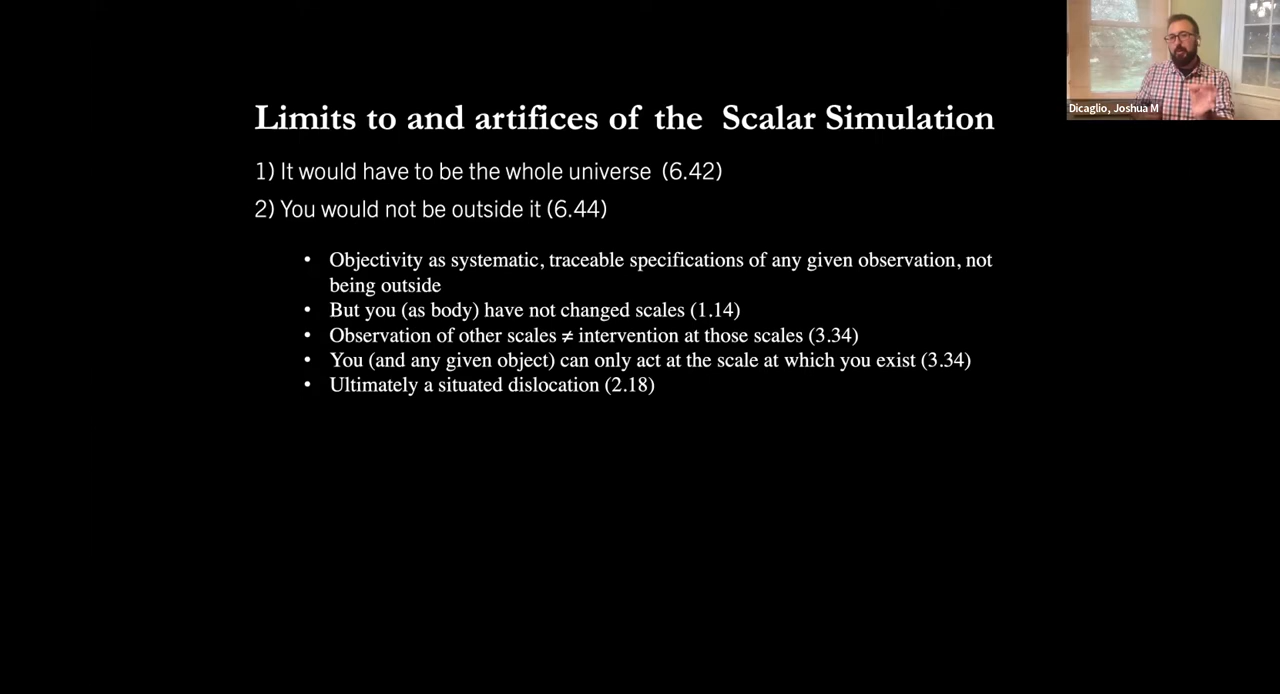 Dicaglio, Joshua M
Limits to and artifices of the Scalar Simulation
1) It would have to be the whole universe (6.42)
2) You would not be outside it (6.44)
• Objectivity as systematic, traceable specifications of any given observation, not
being outside
• But you (as body) have not changed scales (1.14)
• Observation of other scales ≠ intervention at those scales (3.34)
• You (and any given object) can only act at the scale at which you exist (3.34)
• Ultimately a situated dislocation (2.18)